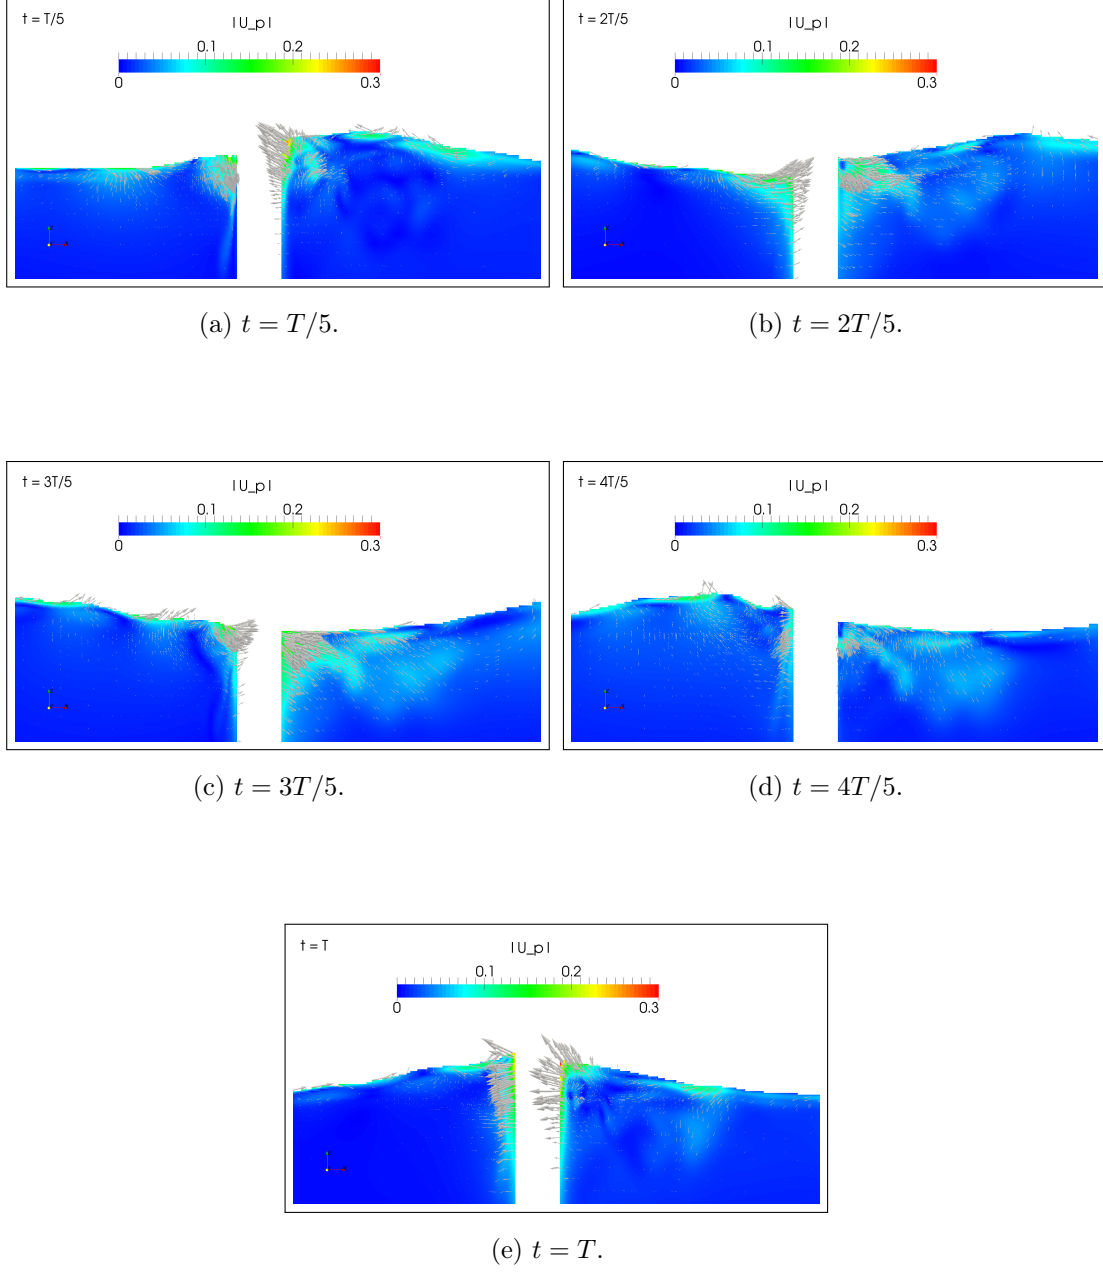 t = T/5
|U_p|
0.1 0.2
0 0.3
(a) t = T/5.
t = 2T/5
|U_p|
0.1 0.2
0 0.3
(b) t = 2T/5.
t = 3T/5
|U_p|
0.1 0.2
0 0.3
(c) t = 3T/5.
t = 4T/5
|U_p|
0.1 0.2
0 0.3
(d) t = 4T/5.
t = T
|U_p|
0.1 0.2
0 0.3
(e) t = T.